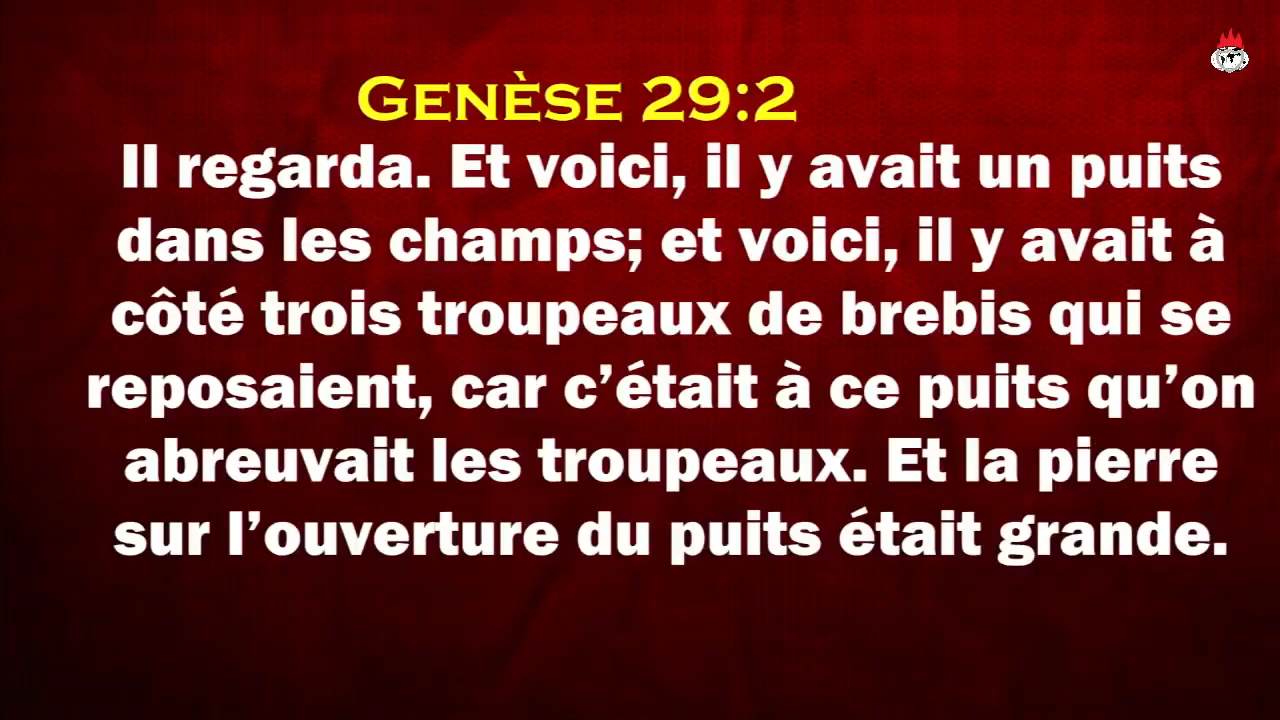 Genèse 29:2
Il regarda. Et voici, il y avait un puits
dans les champs; et voici, il y avait à
côté trois troupeaux de brebis qui se
reposaient, car c’était à ce puits qu’on
abreuvait les troupeaux. Et la pierre
sur l’ouverture du puits était grande.